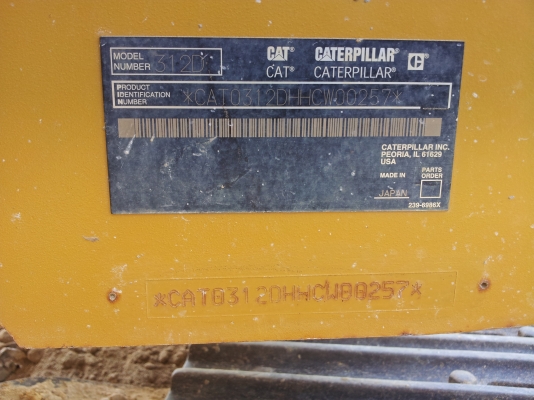 MODEL NUMBER 312D CAT® CATERPILLAR® C®
CAT® CATERPILLAR®
PRODUCT IDENTIFICATION NUMBER *CAT0312DHHCW00257*
CATERPILLAR INC.
PEORIA, IL 61629
USA
MADE IN PARTS ORDER
JAPAN
239-6986X
*CAT0312DHHCW00257*